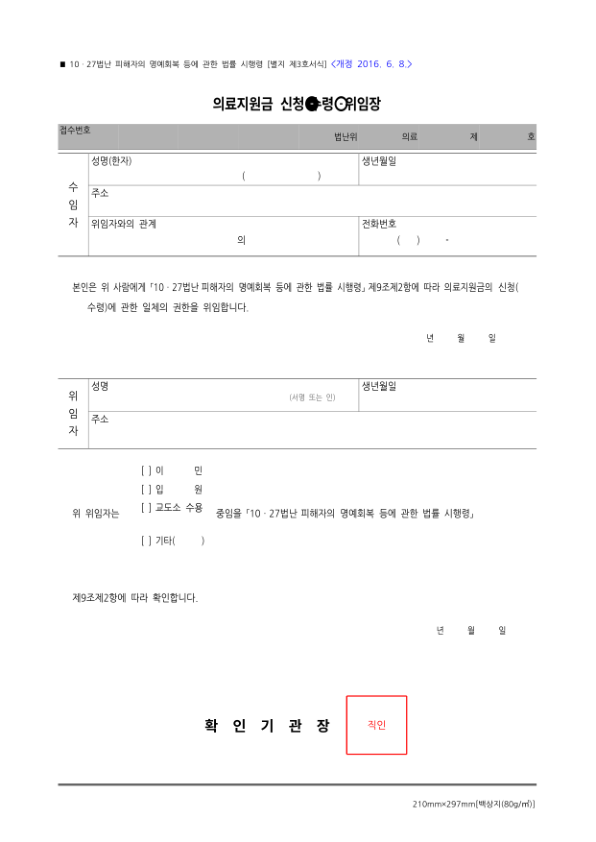 ■ 10ㆍ27법난 피해자의 명예회복 등에 관한 법률 시행령 [별지 제3호서식] <개정 2016. 6. 8.>
의료지원금 신청●수령○위임장
접수번호
법난위 의료 제 호
수임자
성명(한자)
( )
생년월일
주소
위임자와의 관계
의
전화번호
( ) -
본인은 위 사람에게 「10ㆍ27법난 피해자의 명예회복 등에 관한 법률 시행령」 제9조제2항에 따라 의료지원금의 신청(
수령)에 관한 일체의 권한을 위임합니다.
년 월 일
위임자
성명
(서명 또는 인)
생년월일
주소
[ ] 이 민
[ ] 입 원
[ ] 교도소 수용
위 위임자는 중임을 「10ㆍ27법난 피해자의 명예회복 등에 관한 법률 시행령」
[ ] 기타( )
제9조제2항에 따라 확인합니다.
년 월 일
확 인 기 관 장
직인
210mm×297mm[백상지(80g/㎡)]